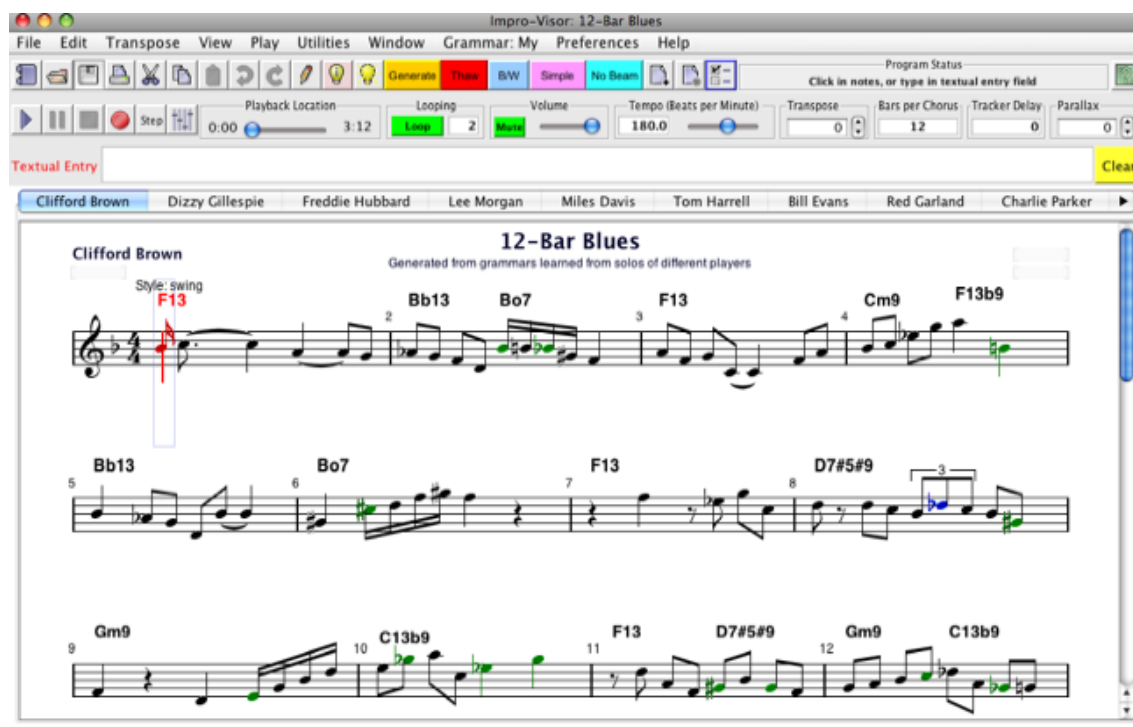 Impro-Visor: 12-Bar Blues
File Edit Transpose View Play Utilities Window Grammar: My Preferences Help
Generate Thaw B/W Simple No Beam
Program Status
Click in notes, or type in textual entry field
Playback Location Looping Volume Tempo (Beats per Minute) Transpose Bars per Chorus Tracker Delay Parallax
Step 0:00 3:12 Loop 2 Mute 180.0 0 12 0 0
Textual Entry Clear
Clifford Brown Dizzy Gillespie Freddie Hubbard Lee Morgan Miles Davis Tom Harrell Bill Evans Red Garland Charlie Parker
12-Bar Blues
Clifford Brown
Generated from grammars learned from solos of different players
Style: swing
F13 Bb13 Bo7 F13 Cm9 F13b9
2 3 4
4
4
Bb13 Bo7 F13 D7#5#9
5 6 7 8 3
Gm9 C13b9 F13 D7#5#9 Gm9 C13b9
9 10 11 12